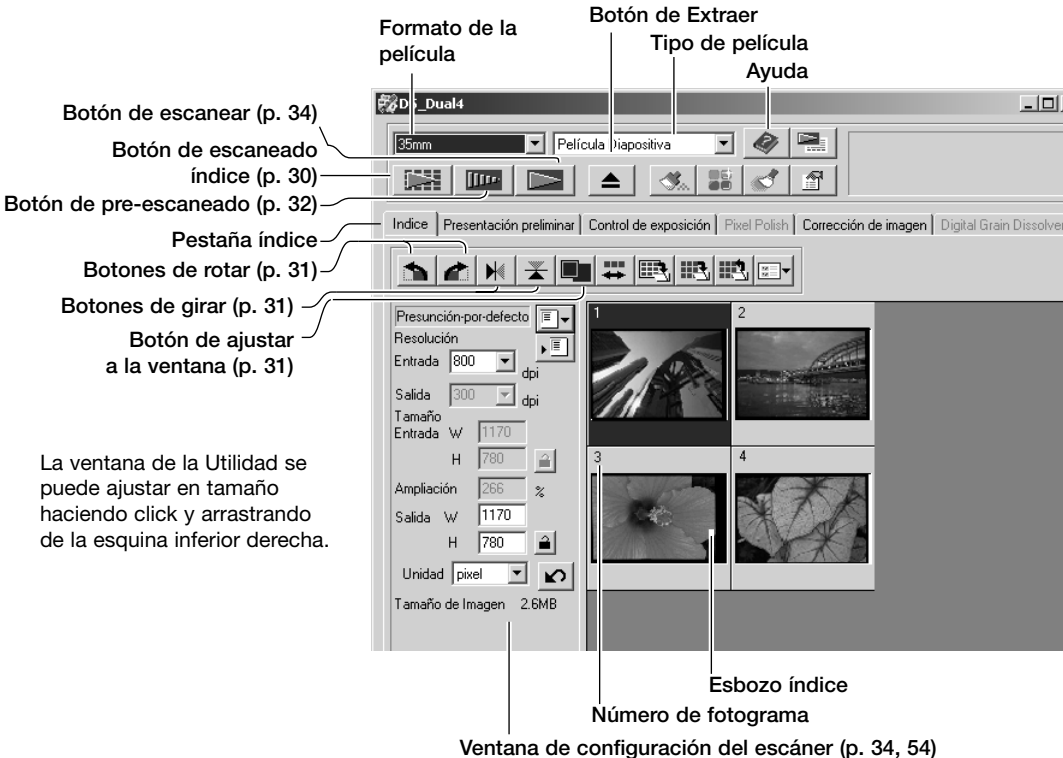 Botón de Extraer
Formato de la
película
Tipo de película
Ayuda
Botón de escanear (p. 34)
Botón de escaneado
índice (p. 30)
Botón de pre-escaneado (p. 32)
Pestaña índice
Botones de rotar (p. 31)
Botones de girar (p. 31)
Botón de ajustar
a la ventana (p. 31)
La ventana de la Utilidad se
puede ajustar en tamaño
haciendo click y arrastrando
de la esquina inferior derecha.
DS_Dual4
35mm
Película Diapositiva
Indice Presentación preliminar Control de exposición Pixel Polish Corrección de imagen Digital Grain Dissolver
Presunción-por-defecto
Resolución
Entrada 800 dpi
Salida 300 dpi
Tamaño
Entrada W 1170
H 780
Ampliación 266 %
Salida W 1170
H 780
Unidad pixel
Tamaño de Imagen 2.6MB
1
2
3
4
Esbozo índice
Número de fotograma
Ventana de configuración del escáner (p. 34, 54)